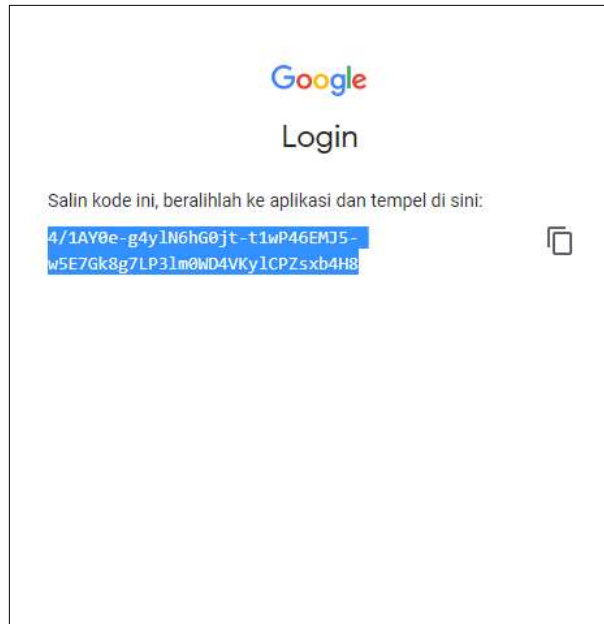 Google
Login
Salin kode ini, beralihlah ke aplikasi dan tempel di sini:
4/1AY0e-g4ylN6hG0jt-t1wP46EMJ5-
w5E7Gk8g7LP3lm0WD4VKylCPZsxb4H8